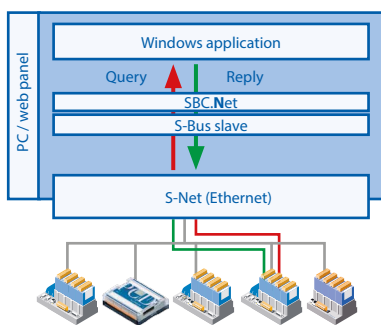 PC / web panel
Windows application
Query
Reply
SBC.Net
S-Bus slave
S-Net (Ethernet)